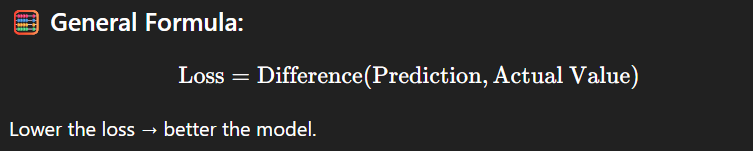 🧮 General Formula:
Loss = Difference(Prediction, Actual Value)
Lower the loss → better the model.